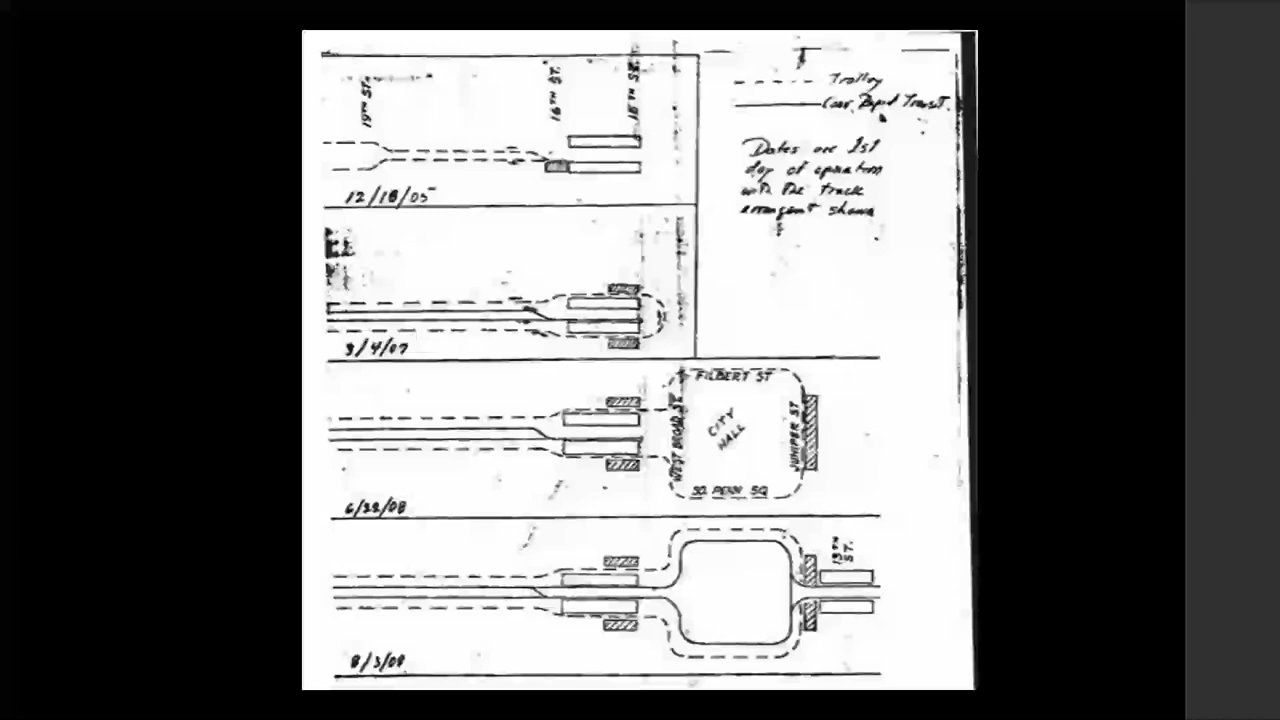 19TH ST.
16TH ST.
15TH ST.
Trolley
Conv. Rapid Transit.
Dates are 1st
day of operation
with the track
arrangent shown
12/18/05
3/4/07
FILBERT ST
WEST BROAD ST.
CITY
HALL
JUNIPER ST
SO. PENN SQ
6/22/08
13TH
ST.
8/3/08